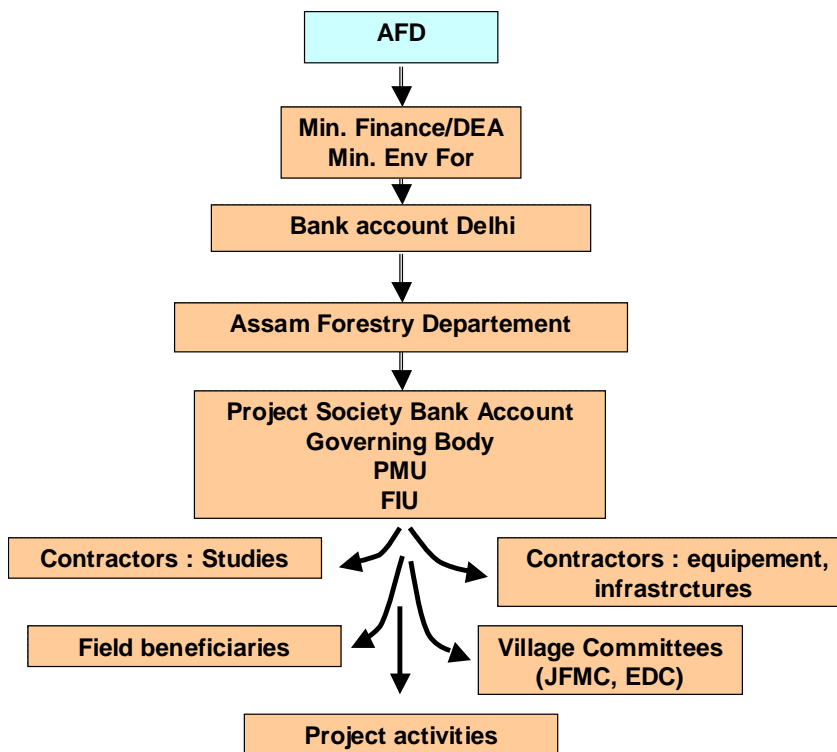 AFD
Min. Finance/DEA
Min. Env For
Bank account Delhi
Assam Forestry Departement
Project Society Bank Account
Governing Body
PMU
FIU
Contractors : Studies
Contractors : equipement,
infrastrctures
Field beneficiaries
Village Committees
(JFMC, EDC)
Project activities